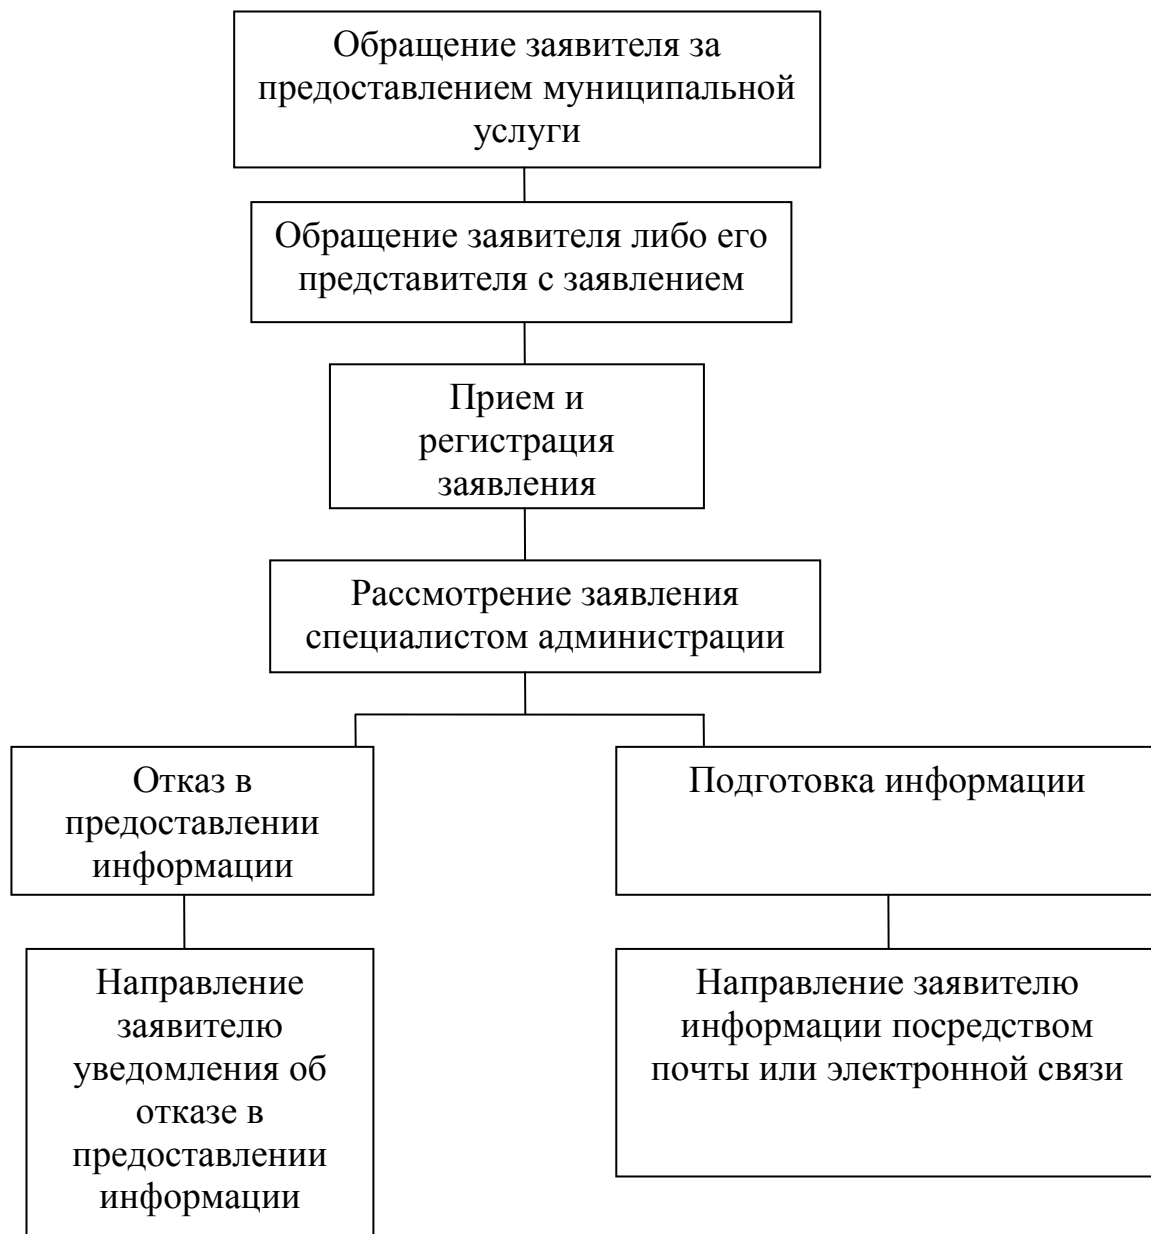 Обращение заявителя за
предоставлением муниципальной
услуги
Обращение заявителя либо его
представителя с заявлением
Прием и
регистрация
заявления
Рассмотрение заявления
специалистом администрации
Отказ в
предоставлении
информации
Подготовка информации
Направление
заявителю
уведомления об
отказе в
предоставлении
информации
Направление заявителю
информации посредством
почты или электронной связи